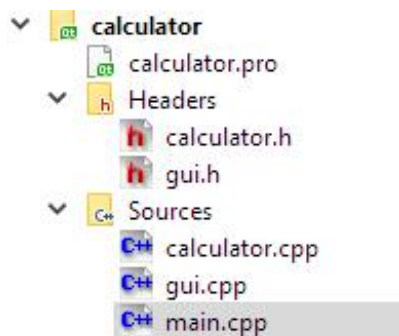 calculator
calculator.pro
Headers
calculator.h
gui.h
Sources
calculator.cpp
gui.cpp
main.cpp